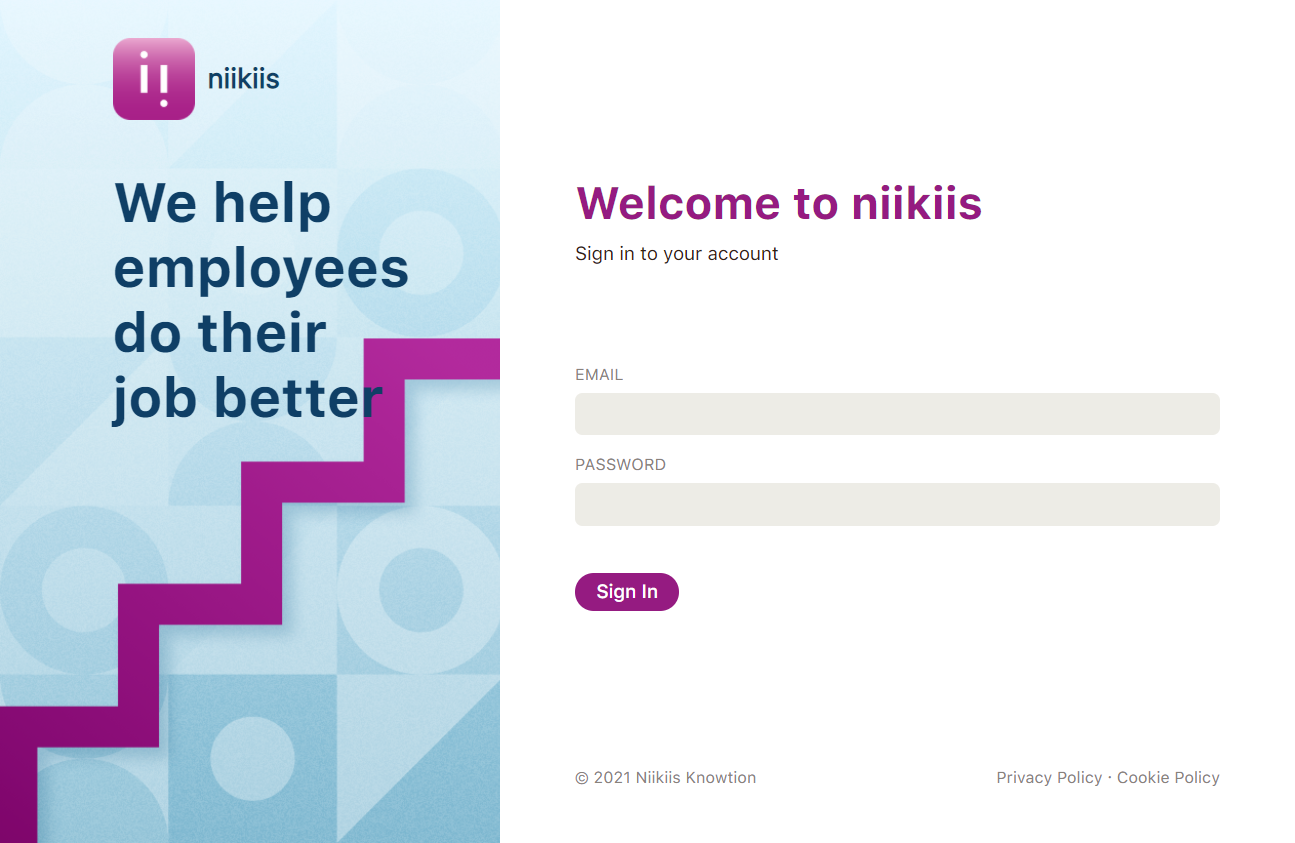 niikiis
We help
employees
do their
job better
Welcome to niikiis
Sign in to your account
EMAIL
PASSWORD
Sign In
© 2021 Niikiis Knowtion
Privacy Policy · Cookie Policy